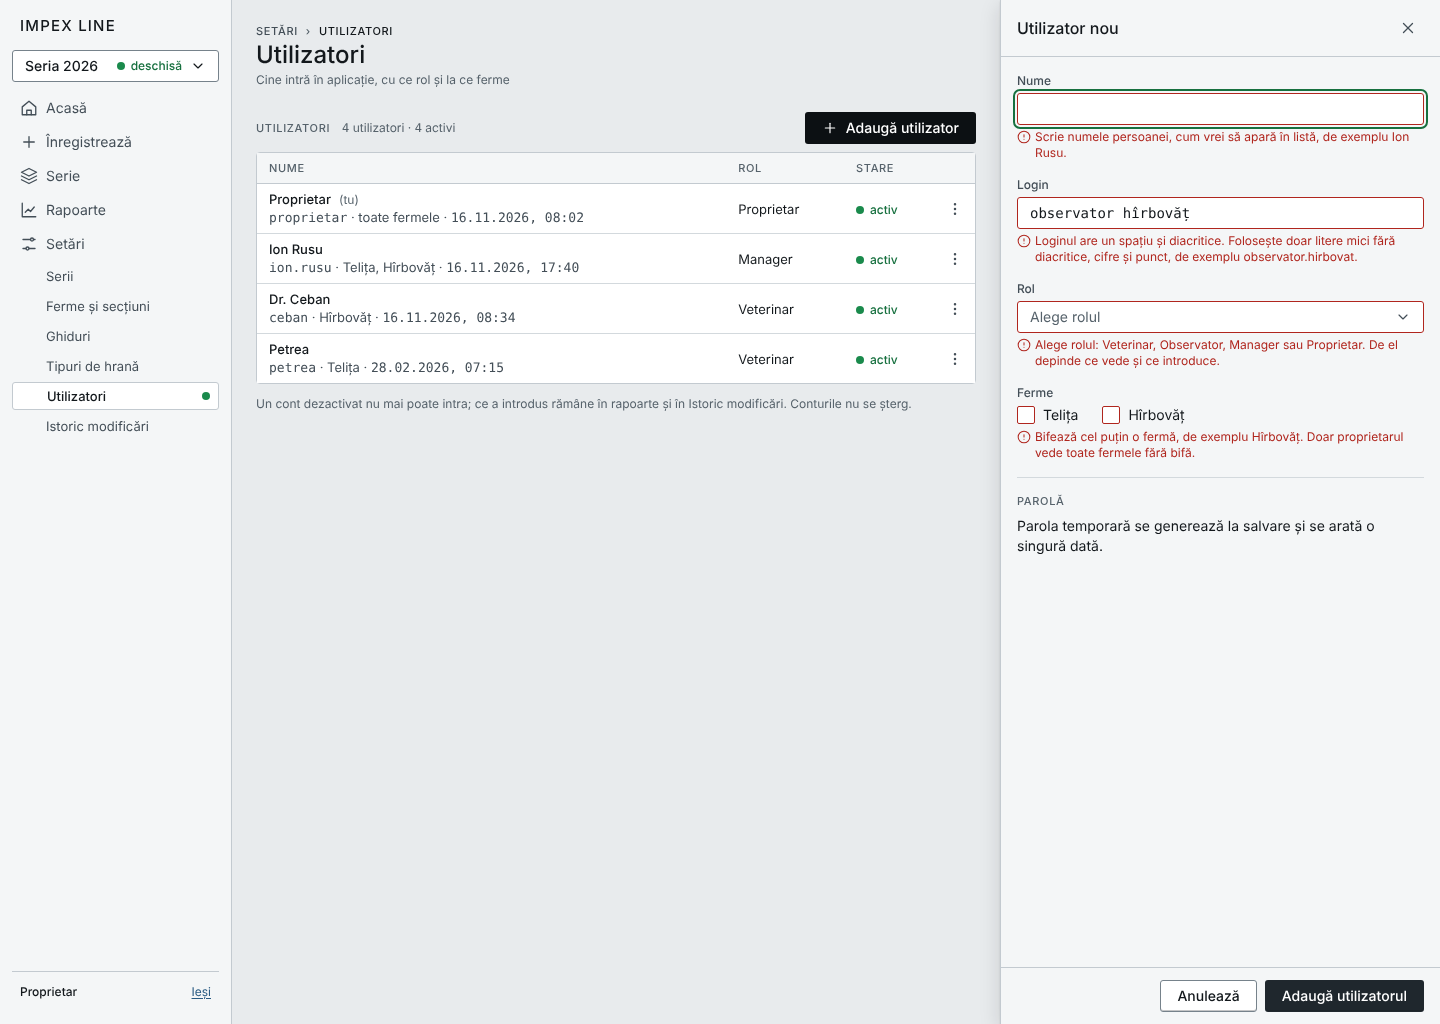 IMPEX LINE
Seria 2026 deschisă
Acasă
Înregistrează
Serie
Rapoarte
Setări
Serii
Ferme și secțiuni
Ghiduri
Tipuri de hrană
Utilizatori
Istoric modificări
Proprietar Ieși
SETĂRI › UTILIZATORI
Utilizatori
Cine intră în aplicație, cu ce rol și la ce ferme
UTILIZATORI 4 utilizatori · 4 activi
Adaugă utilizator
NUME ROL STARE
Proprietar (tu)
proprietar · toate fermele · 16.11.2026, 08:02
Proprietar activ
Ion Rusu
ion.rusu · Telița, Hîrbovăț · 16.11.2026, 17:40
Manager activ
Dr. Ceban
ceban · Hîrbovăț · 16.11.2026, 08:34
Veterinar activ
Petrea
petrea · Telița · 28.02.2026, 07:15
Veterinar activ
Un cont dezactivat nu mai poate intra; ce a introdus rămâne în rapoarte și în Istoric modificări. Conturile nu se șterg.
Utilizator nou
Nume
Scrie numele persoanei, cum vrei să apară în listă, de exemplu Ion
Rusu.
Login
observator hîrbovăț
Loginul are un spațiu și diacritice. Folosește doar litere mici fără
diacritice, cifre și punct, de exemplu observator.hirbovat.
Rol
Alege rolul
Alege rolul: Veterinar, Observator, Manager sau Proprietar. De el
depinde ce vede și ce introduce.
Ferme
Telița Hîrbovăț
Bifează cel puțin o fermă, de exemplu Hîrbovăț. Doar proprietarul
vede toate fermele fără bifă.
PAROLĂ
Parola temporară se generează la salvare și se arată o
singură dată.
Anulează Adaugă utilizatorul